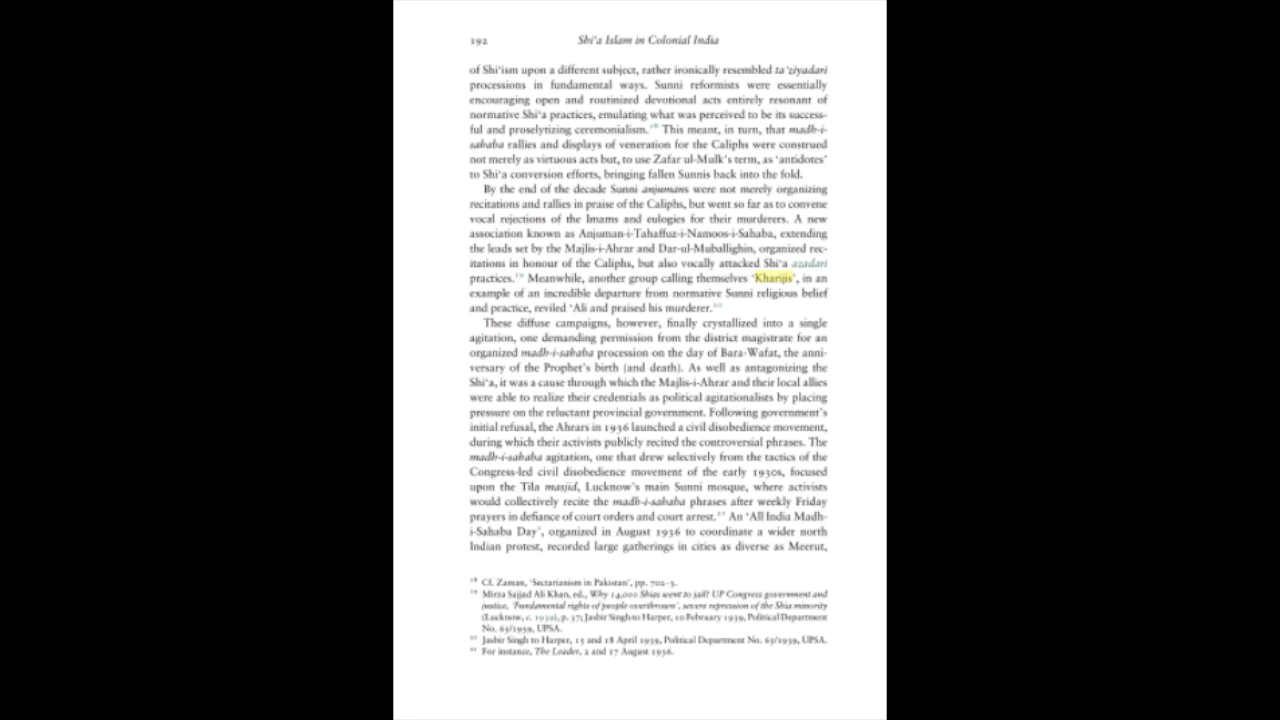 192
Shi'a Islam in Colonial India
of Shi'ism upon a different subject, rather ironically resembled ta'ziyadari
processions in fundamental ways. Sunni reformists were essentially
encouraging open and routinized devotional acts entirely resonant of
normative Shi'a practices, emulating what was perceived to be its success-
ful and proselytizing ceremonialism.18 This meant, in turn, that madh-i-
sahaba rallies and displays of veneration for the Caliphs were construed
not merely as virtuous acts but, to use Zafar ul-Mulk's term, as 'antidotes'
to Shi'a conversion efforts, bringing fallen Sunnis back into the fold.
By the end of the decade Sunni anjumans were not merely organizing
recitations and rallies in praise of the Caliphs, but went so far as to convene
vocal rejections of the Imams and eulogies for their murderers. A new
association known as Anjuman-i-Tahaffuz-i-Namoos-i-Sahaba, extending
the leads set by the Majlis-i-Ahrar and Dar-ul-Muballighin, organized rec-
itations in honour of the Caliphs, but also vocally attacked Shi'a azadari
practices.19 Meanwhile, another group calling themselves 'Kharijis', in an
example of an incredible departure from normative Sunni religious belief
and practice, reviled 'Ali and praised his murderer.20
These diffuse campaigns, however, finally crystallized into a single
agitation, one demanding permission from the district magistrate for an
organized madh-i-sahaba procession on the day of Bara-Wafat, the anni-
versary of the Prophet's birth (and death). As well as antagonizing the
Shi'a, it was a cause through which the Majlis-i-Ahrar and their local allies
were able to realize their credentials as political agitationalists by placing
pressure on the reluctant provincial government. Following government's
initial refusal, the Ahrars in 1936 launched a civil disobedience movement,
during which their activists publicly recited the controversial phrases. The
madh-i-sahaba agitation, one that drew selectively from the tactics of the
Congress-led civil disobedience movement of the early 1930s, focused
upon the Tila masjid, Lucknow's main Sunni mosque, where activists
would collectively recite the madh-i-sahaba phrases after weekly Friday
prayers in defiance of court orders and court arrest.21 An 'All India Madh-
i-Sahaba Day', organized in August 1936 to coordinate a wider north
Indian protest, recorded large gatherings in cities as diverse as Meerut,
18 Cf. Zaman, 'Sectarianism in Pakistan', pp. 702–5.
19 Mirza Sajjad Ali Khan, ed., Why 14,000 Shias went to jail? UP Congress government and
justice, 'Fundamental rights of people overthrown', severe repression of the Shia minority
(Lucknow, c. 1939), p. 37; Jasbir Singh to Harper, 10 February 1939, Political Department
No. 65/1939, UPSA.
20 Jasbir Singh to Harper, 15 and 18 April 1939, Political Department No. 65/1939, UPSA.
21 For instance, The Leader, 2 and 17 August 1936.